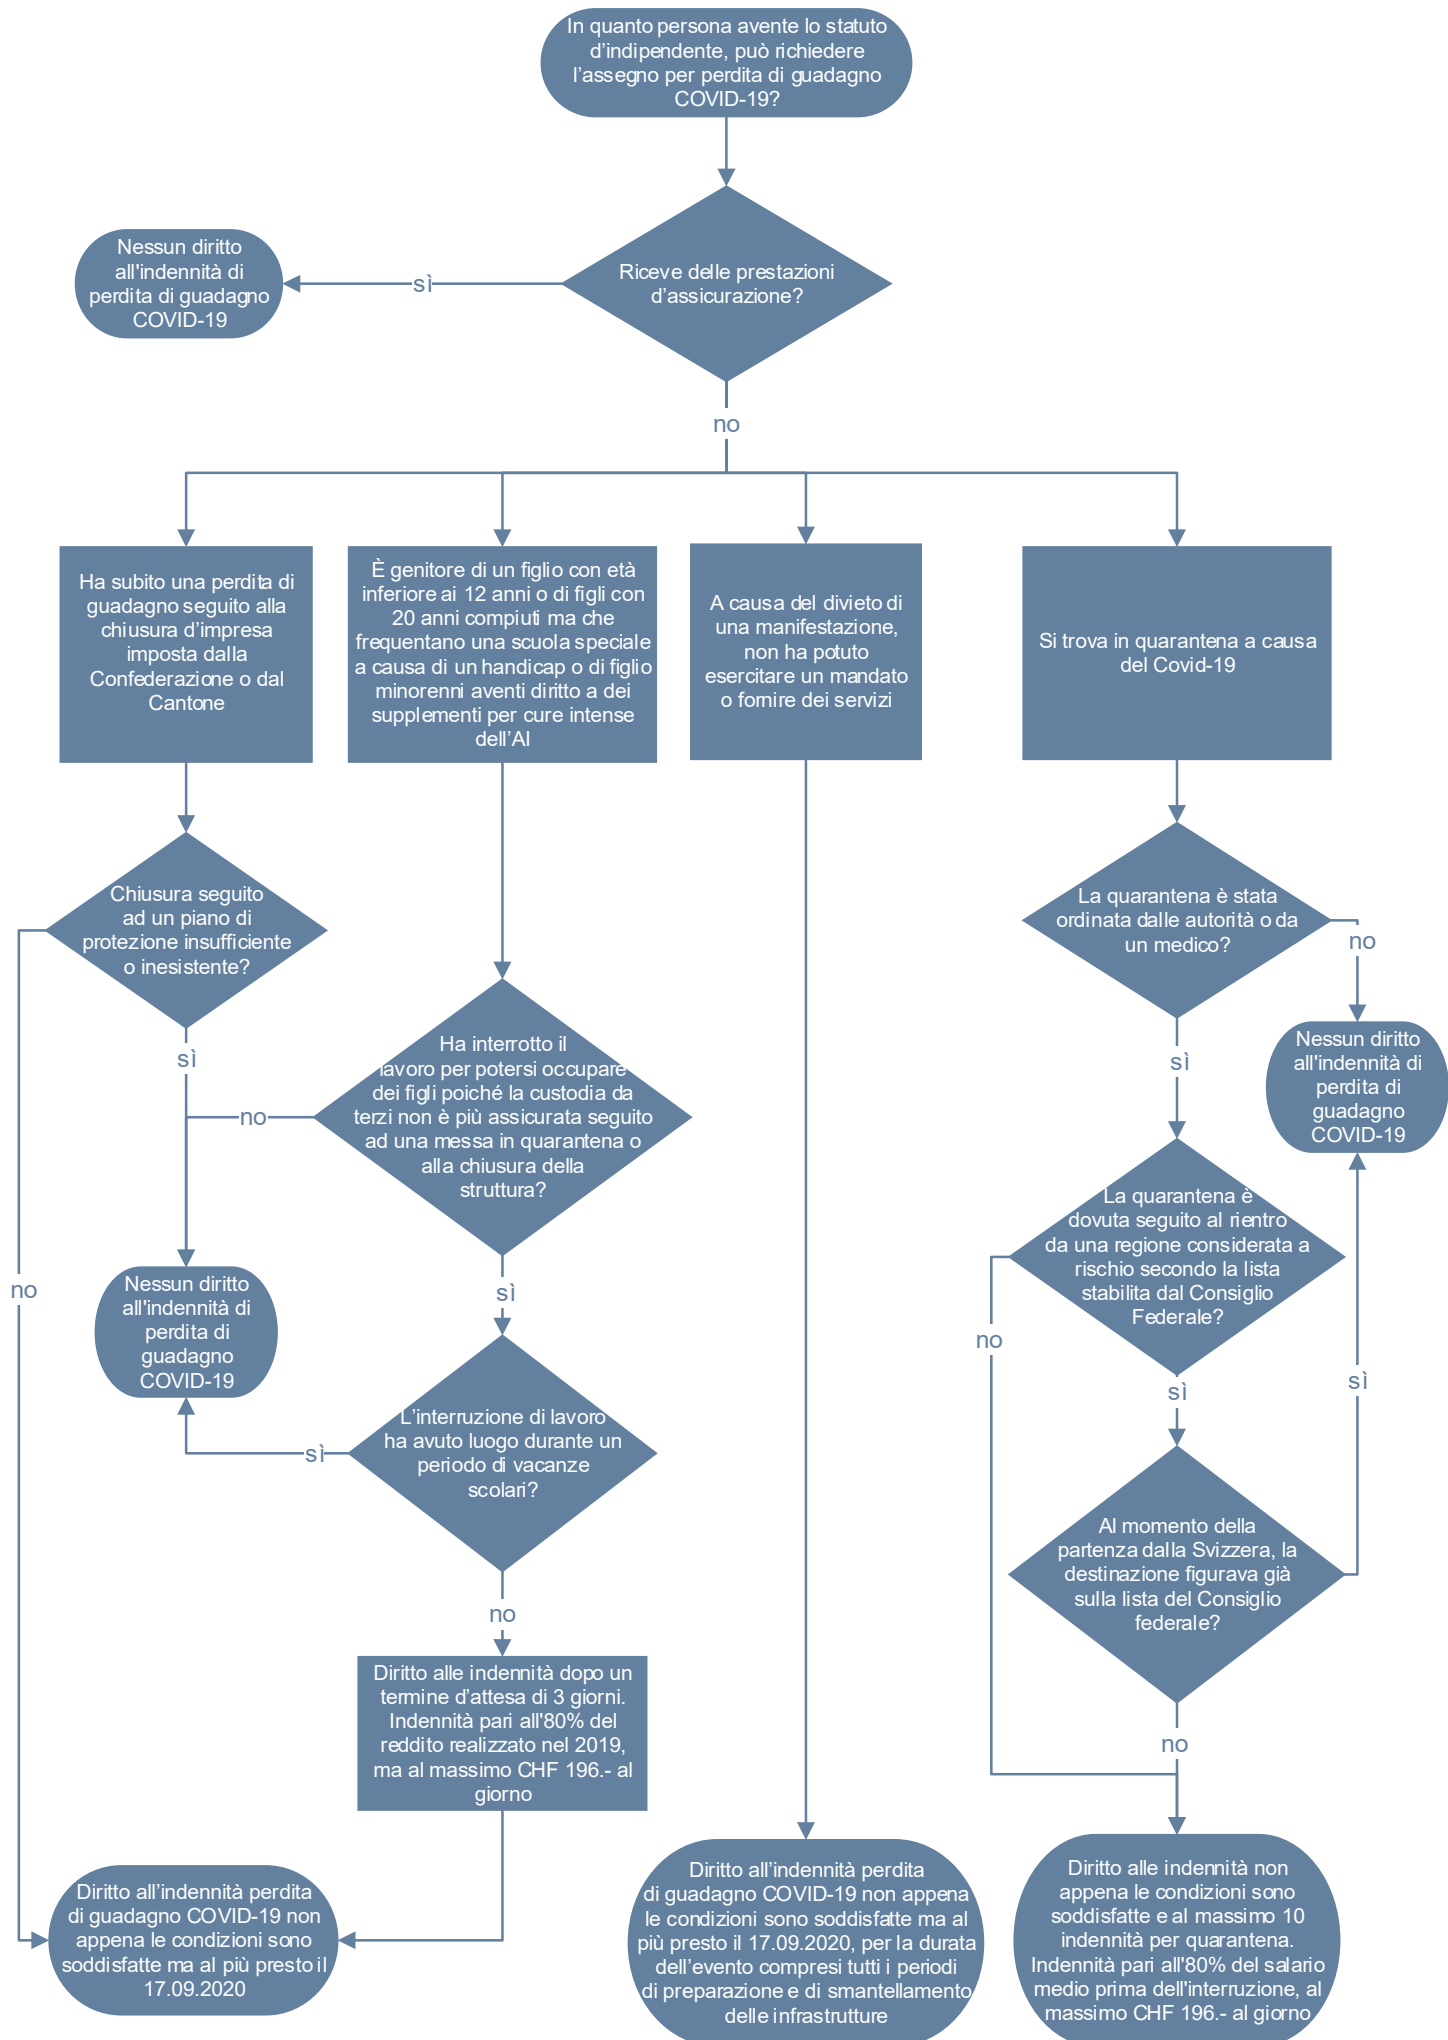 In quanto persona avente lo statuto
d’indipendente, può richiedere
l’assegno per perdita di guadagno
COVID-19?
Riceve delle prestazioni
d’assicurazione?
sì
Nessun diritto
all'indennità di
perdita di guadagno
COVID-19
no
Ha subito una perdita di
guadagno seguito alla
chiusura d’impresa
imposta dalla
Confederazione o dal
Cantone
È genitore di un figlio con età
inferiore ai 12 anni o di figli con
20 anni compiuti ma che
frequentano una scuola speciale
a causa di un handicap o di figlio
minorenni aventi diritto a dei
supplementi per cure intense
dell’AI
A causa del divieto di
una manifestazione,
non ha potuto
esercitare un mandato
o fornire dei servizi
Si trova in quarantena a causa
del Covid-19
Chiusura seguito
ad un piano di
protezione insufficiente
o inesistente?
sì
no
Ha interrotto il
lavoro per potersi occupare
dei figli poiché la custodia da
terzi non è più assicurata seguito
ad una messa in quarantena o
alla chiusura della
struttura?
no
sì
Nessun diritto
all'indennità di
perdita di
guadagno
COVID-19
L’interruzione di lavoro
ha avuto luogo durante un
periodo di vacanze
scolari?
sì
no
Diritto alle indennità dopo un
termine d’attesa di 3 giorni.
Indennità pari all'80% del
reddito realizzato nel 2019,
ma al massimo CHF 196.- al
giorno
Diritto all’indennità perdita
di guadagno COVID-19 non
appena le condizioni sono
soddisfatte ma al più presto il
17.09.2020
Diritto all’indennità perdita
di guadagno COVID-19 non appena
le condizioni sono soddisfatte ma al
più presto il 17.09.2020, per la durata
dell’evento compresi tutti i periodi
di preparazione e di smantellamento
delle infrastrutture
La quarantena è stata
ordinata dalle autorità o da
un medico?
no
sì
Nessun diritto
all'indennità di
perdita di
guadagno
COVID-19
La quarantena è
dovuta seguito al rientro
da una regione considerata a
rischio secondo la lista
stabilita dal Consiglio
Federale?
no
sì
sì
Al momento della
partenza dalla Svizzera, la
destinazione figurava già
sulla lista del Consiglio
federale?
no
Diritto alle indennità non
appena le condizioni sono
soddisfatte e al massimo 10
indennità per quarantena.
Indennità pari all'80% del salario
medio prima dell'interruzione, al
massimo CHF 196.- al giorno